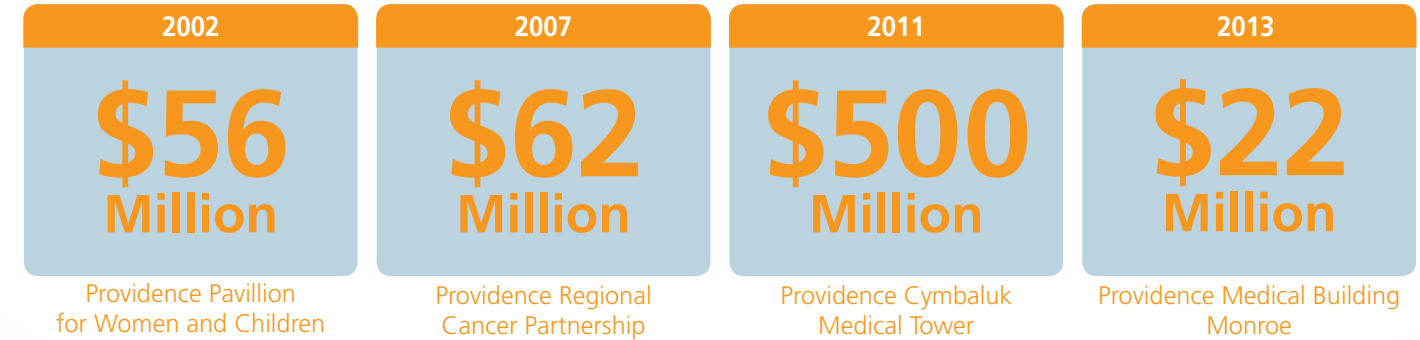 2002
$56
Million
Providence Pavillion
for Women and Children
2007
$62
Million
Providence Regional
Cancer Partnership
2011
$500
Million
Providence Cymbaluk
Medical Tower
2013
$22
Million
Providence Medical Building
Monroe